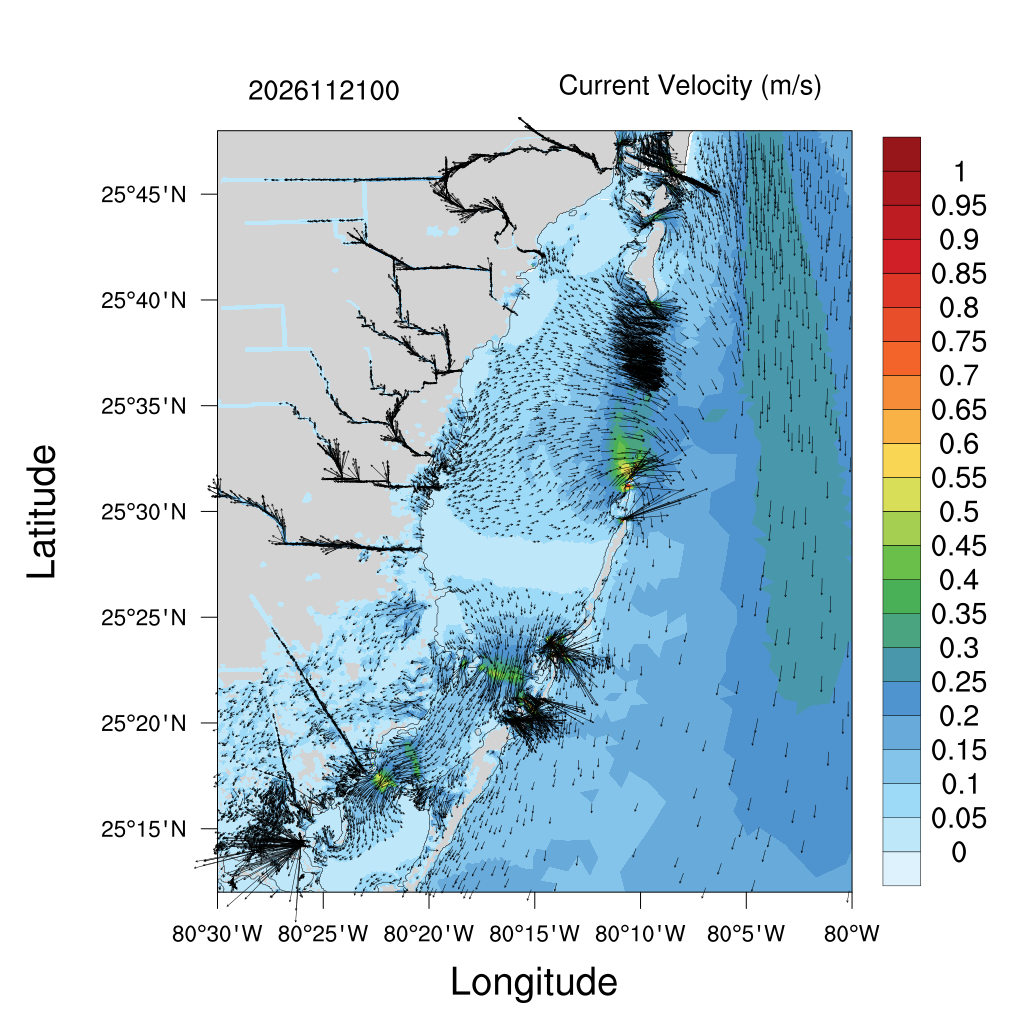 2026112100
Current Velocity (m/s)
25°45'N
25°40'N
25°35'N
25°30'N
25°25'N
25°20'N
25°15'N
Latitude
80°30'W
80°25'W
80°20'W
80°15'W
80°10'W
80°5'W
80°W
Longitude
1
0.95
0.9
0.85
0.8
0.75
0.7
0.65
0.6
0.55
0.5
0.45
0.4
0.35
0.3
0.25
0.2
0.15
0.1
0.05
0